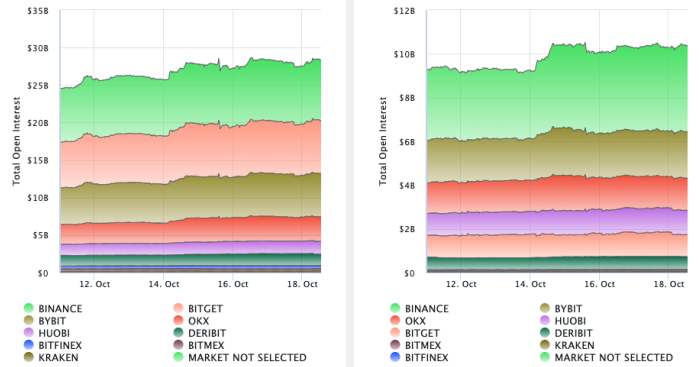 $35B
$30B
$25B
$20B
$15B
$10B
$5B
$0
Total Open Interest
12. Oct 14. Oct 16. Oct 18. Oct
BINANCE BITGET
BYBIT OKX
HUOBI DERIBIT
BITFINEX BITMEX
KRAKEN MARKET NOT SELECTED
$12B
$10B
$8B
$6B
$4B
$2B
$0
Total Open Interest
12. Oct 14. Oct 16. Oct 18. Oct
BINANCE BYBIT
OKX HUOBI
BITGET DERIBIT
BITMEX KRAKEN
BITFINEX MARKET NOT SELECTED